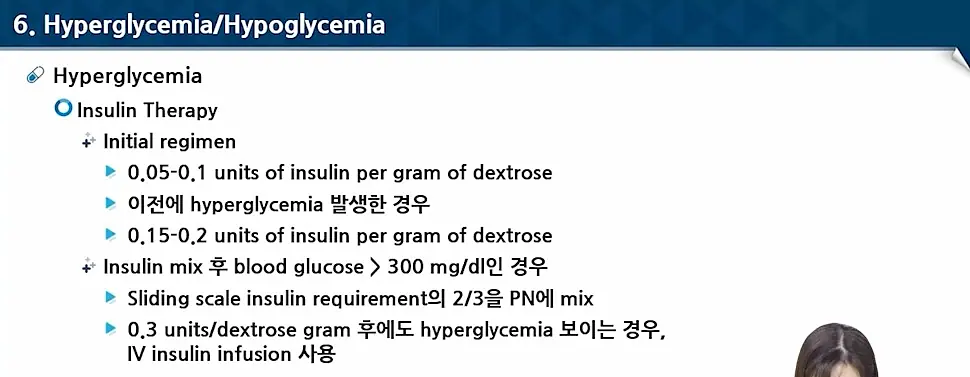 6. Hyperglycemia/Hypoglycemia
Hyperglycemia
Insulin Therapy
Initial regimen
0.05-0.1 units of insulin per gram of dextrose
이전에 hyperglycemia 발생한 경우
0.15-0.2 units of insulin per gram of dextrose
Insulin mix 후 blood glucose > 300 mg/dl인 경우
Sliding scale insulin requirement의 2/3을 PN에 mix
0.3 units/dextrose gram 후에도 hyperglycemia 보이는 경우,
IV insulin infusion 사용